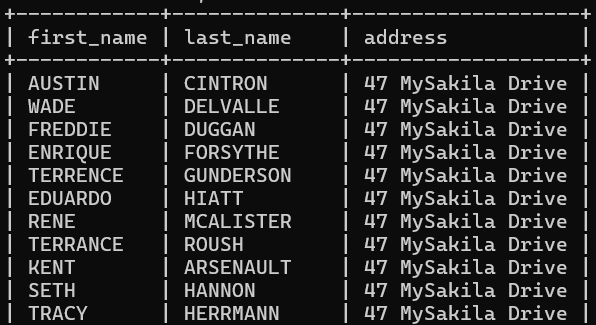 +------------+--------------+-------------------+
| first_name | last_name    | address           |
+------------+--------------+-------------------+
| AUSTIN     | CINTRON      | 47 MySakila Drive |
| WADE       | DELVALLE     | 47 MySakila Drive |
| FREDDIE    | DUGGAN       | 47 MySakila Drive |
| ENRIQUE    | FORSYTHE     | 47 MySakila Drive |
| TERRENCE   | GUNDERSON    | 47 MySakila Drive |
| EDUARDO    | HIATT        | 47 MySakila Drive |
| RENE       | MCALISTER    | 47 MySakila Drive |
| TERRANCE   | ROUSH        | 47 MySakila Drive |
| KENT       | ARSENAULT    | 47 MySakila Drive |
| SETH       | HANNON       | 47 MySakila Drive |
| TRACY      | HERRMANN     | 47 MySakila Drive |